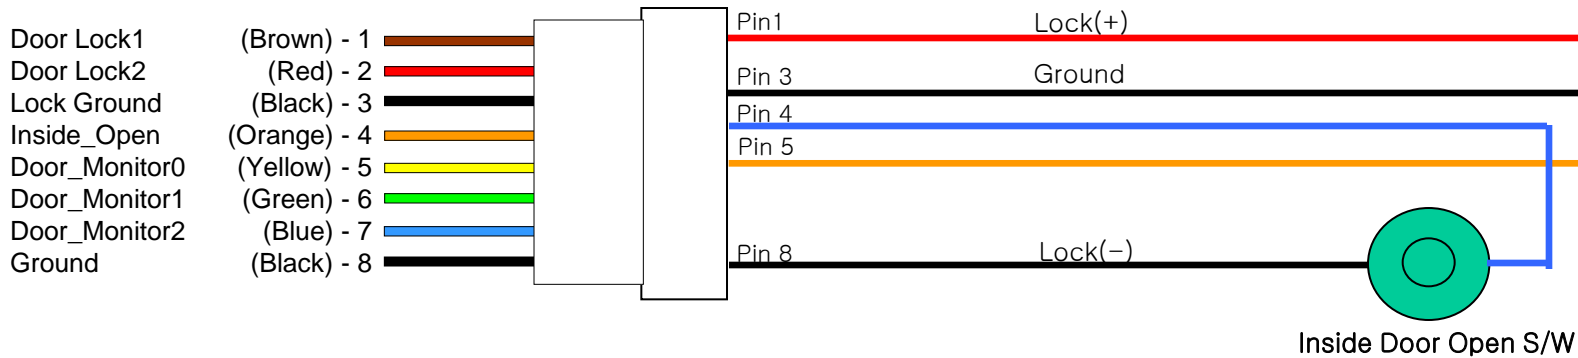 Door Lock1 (Brown) - 1
Door Lock2 (Red) - 2
Lock Ground (Black) - 3
Inside_Open (Orange) - 4
Door_Monitor0 (Yellow) - 5
Door_Monitor1 (Green) - 6
Door_Monitor2 (Blue) - 7
Ground (Black) - 8
Pin1 Lock(+)
Pin 3 Ground
Pin 4
Pin 5
Pin 8 Lock(-)
Inside Door Open S/W